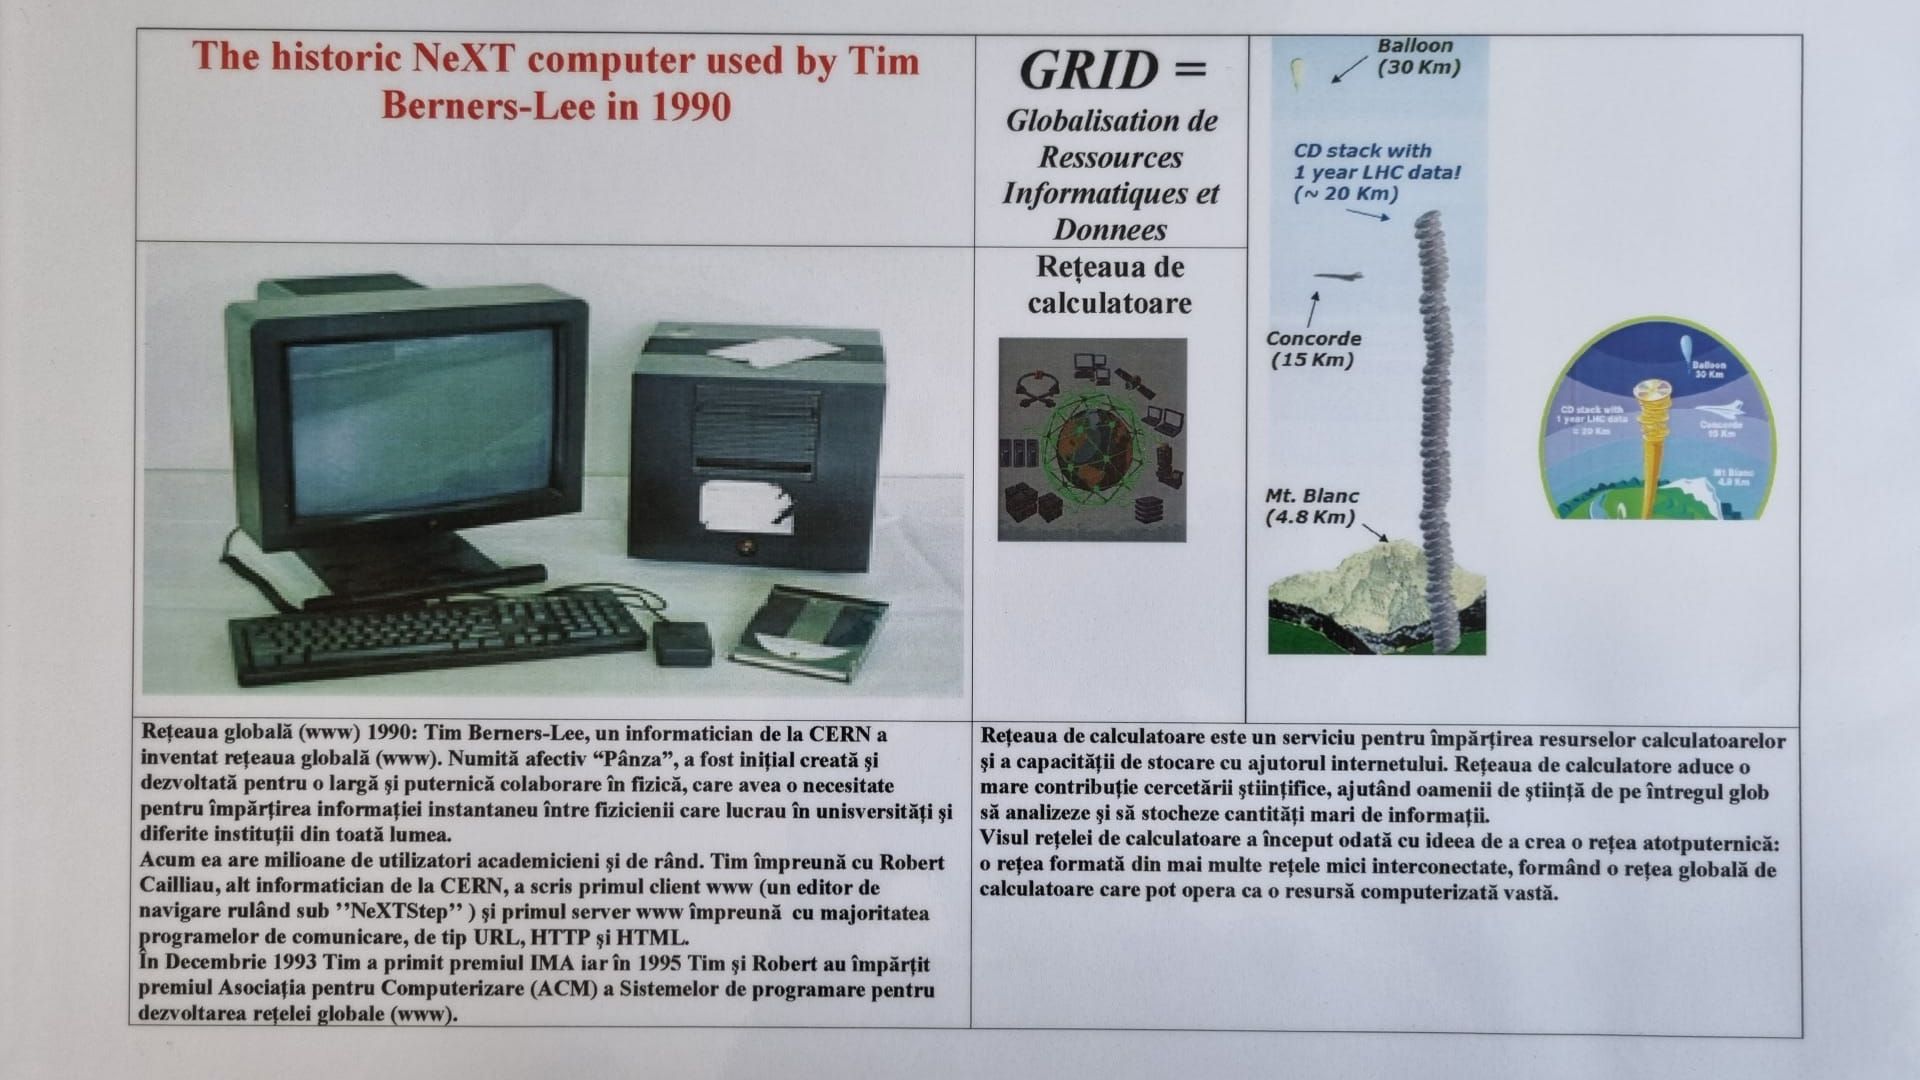 The historic NeXT computer used by Tim
Berners-Lee in 1990
GRID =
Globalisation de
Ressources
Informatiques et
Donnees
Rețeaua de
calculatoare
Balloon
(30 Km)
CD stack with
1 year LHC data!
(~ 20 Km)
Concorde
(15 Km)
Mt. Blanc
(4.8 Km)
Balloon
30 Km
CD stack with
1 year LHC data
≈ 20 Km
Concorde
15 Km
Mt Blanc
4.8 Km
Rețeaua globală (www) 1990: Tim Berners-Lee, un informatician de la CERN a
inventat rețeaua globală (www). Numită afectiv “Pânza”, a fost inițial creată și
dezvoltată pentru o largă și puternică colaborare în fizică, care avea o necesitate
pentru împărțirea informației instantaneu între fizicienii care lucrau în unisversități și
diferite instituții din toată lumea.
Acum ea are milioane de utilizatori academicieni și de rând. Tim împreună cu Robert
Cailliau, alt informatician de la CERN, a scris primul client www (un editor de
navigare rulând sub ’’NeXTStep’’ ) și primul server www împreună cu majoritatea
programelor de comunicare, de tip URL, HTTP și HTML.
În Decembrie 1993 Tim a primit premiul IMA iar în 1995 Tim și Robert au împărțit
premiul Asociația pentru Computerizare (ACM) a Sistemelor de programare pentru
dezvoltarea rețelei globale (www).
Rețeaua de calculatoare este un serviciu pentru împărțirea resurselor calculatoarelor
și a capacității de stocare cu ajutorul internetului. Rețeaua de calculatore aduce o
mare contribuție cercetării științifice, ajutând oamenii de știință de pe întregul glob
să analizeze și să stocheze cantități mari de informații.
Visul rețelei de calculatoare a început odată cu ideea de a crea o rețea atotputernică:
o rețea formată din mai multe rețele mici interconectate, formând o rețea globală de
calculatoare care pot opera ca o resursă computerizată vastă.